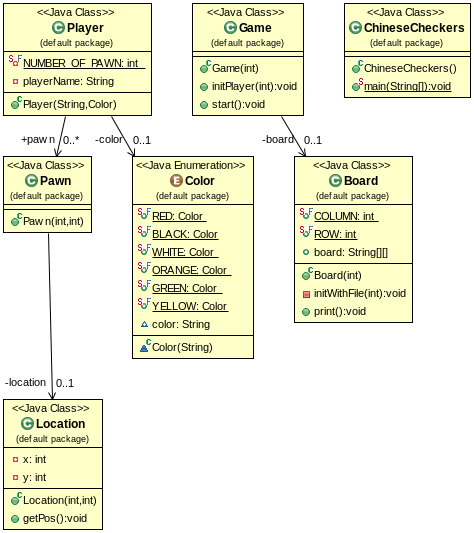 <<Java Class>>
Player
(default package)
NUMBER_OF_PAWN: int
playerName: String
Player(String,Color)
<<Java Class>>
Game
(default package)
Game(int)
initPlayer(int):void
start():void
<<Java Class>>
ChineseCheckers
(default package)
ChineseCheckers()
main(String[]):void
+pawn 0..*
-color 0..1
-board 0..1
<<Java Class>>
Pawn
(default package)
Pawn(int,int)
<<Java Enumeration>>
Color
(default package)
RED: Color
BLACK: Color
WHITE: Color
ORANGE: Color
GREEN: Color
YELLOW: Color
color: String
Color(String)
<<Java Class>>
Board
(default package)
COLUMN: int
ROW: int
board: String[][]
Board(int)
initWithFile(int):void
print():void
-location 0..1
<<Java Class>>
Location
(default package)
x: int
y: int
Location(int,int)
getPos():void